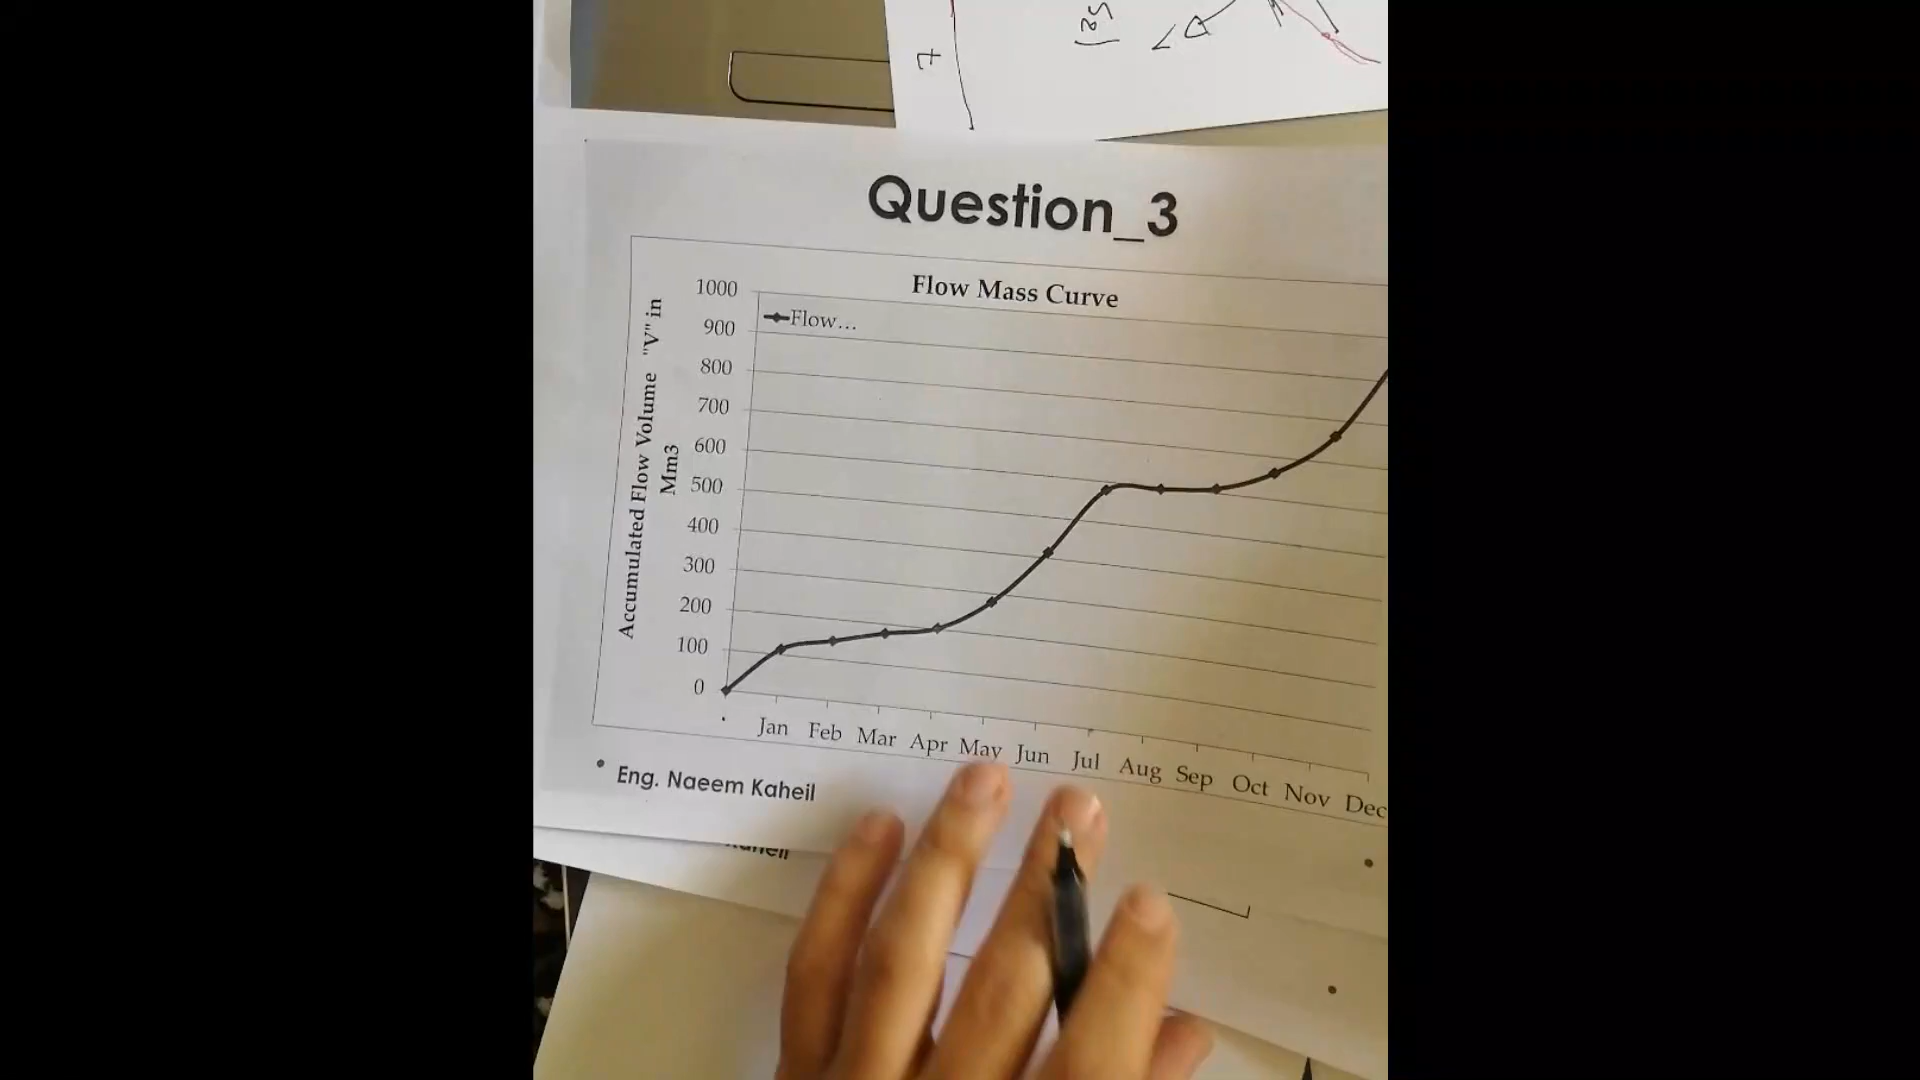 t
Question_3
Flow Mass Curve
Flow...
Accumulated Flow Volume "V" in
Mm3
1000
900
800
700
600
500
400
300
200
100
0
Jan Feb Mar Apr May Jun Jul Aug Sep Oct Nov Dec
Eng. Naeem Kaheil
Kaheil